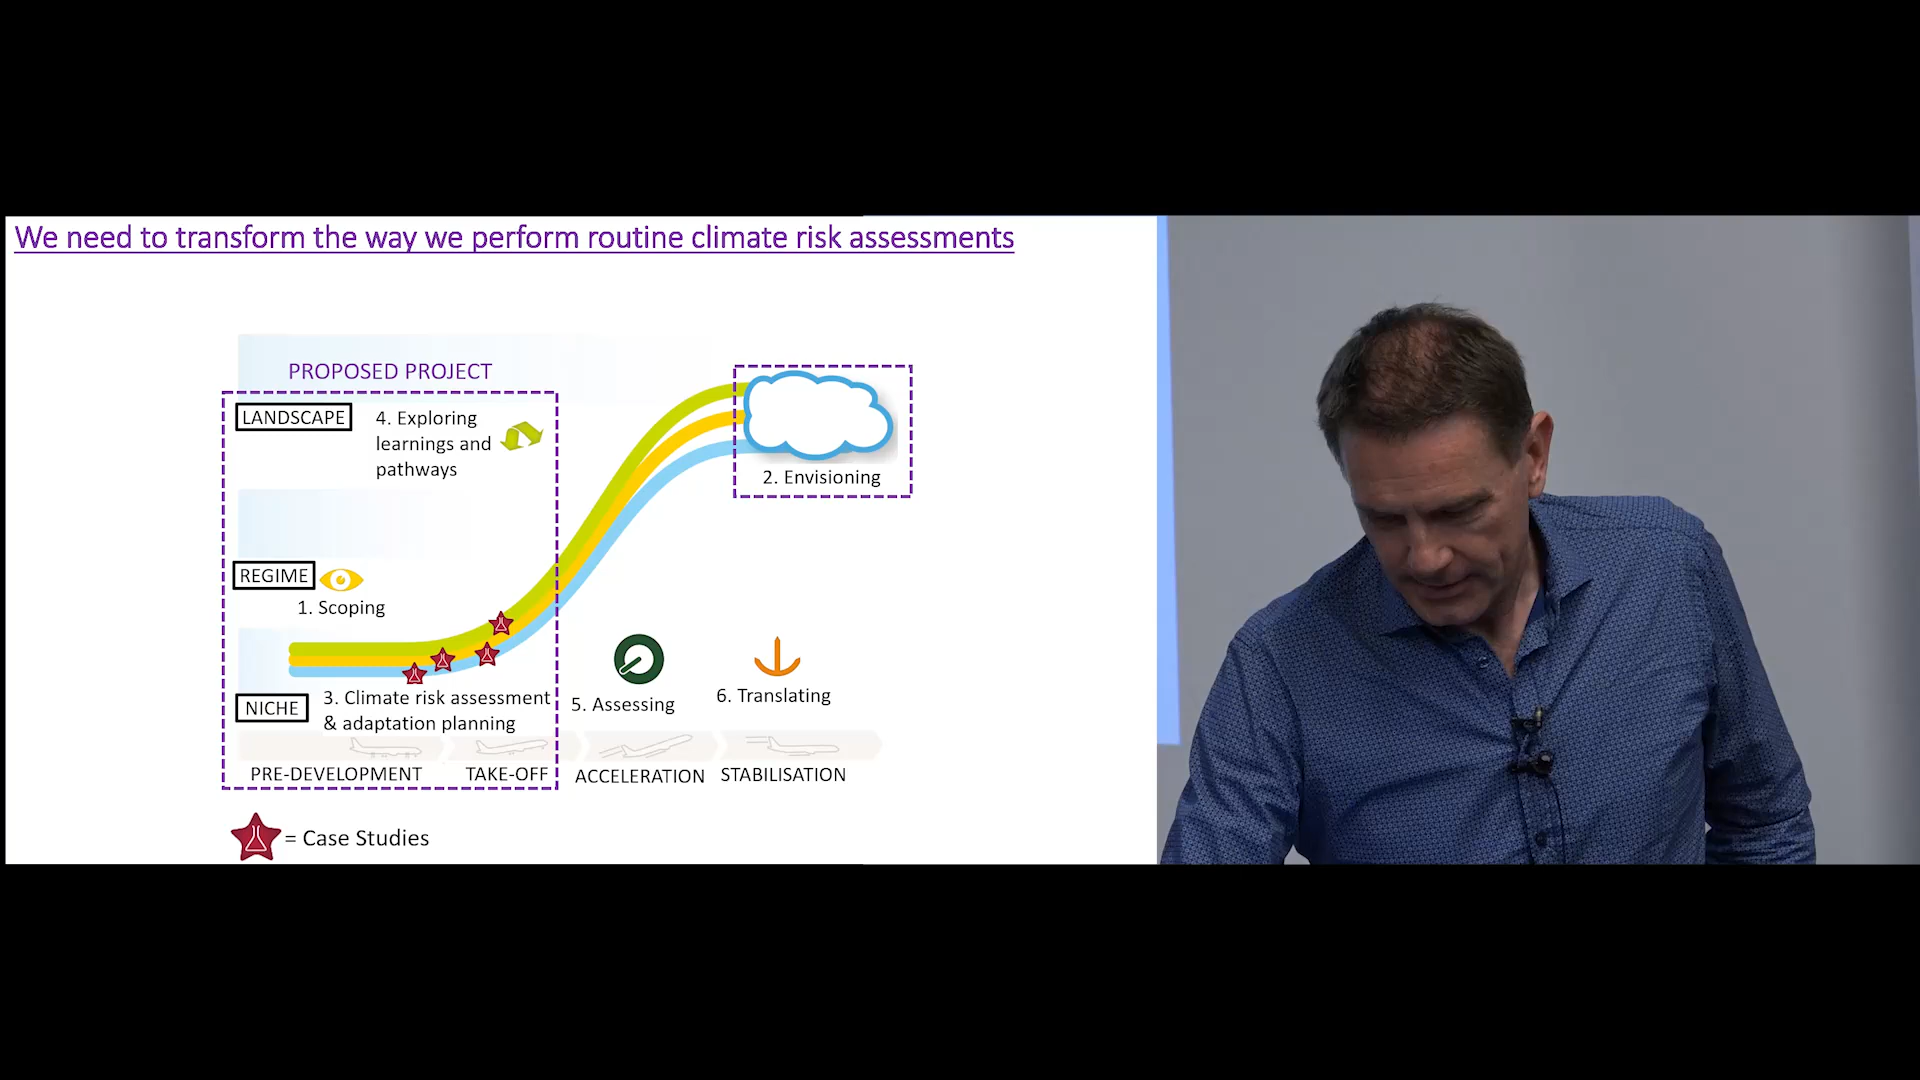 We need to transform the way we perform routine climate risk assessments
PROPOSED PROJECT
LANDSCAPE
4. Exploring
learnings and
pathways
2. Envisioning
REGIME
1. Scoping
NICHE
3. Climate risk assessment
& adaptation planning
5. Assessing
6. Translating
PRE-DEVELOPMENT
TAKE-OFF
ACCELERATION
STABILISATION
= Case Studies